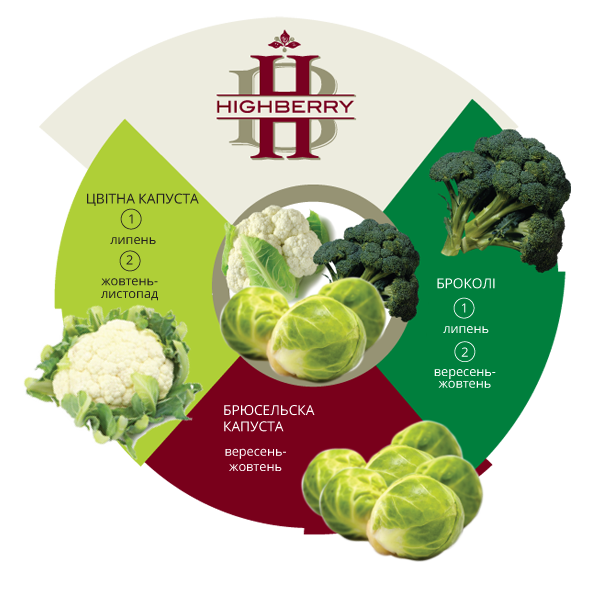 HIGHBERRY
ЦВІТНА КАПУСТА
1
липень
2
жовтень-
листопад
БРОКОЛІ
1
липень
2
вересень-
жовтень
БРЮСЕЛЬСКА
КАПУСТА
вересень-
жовтень